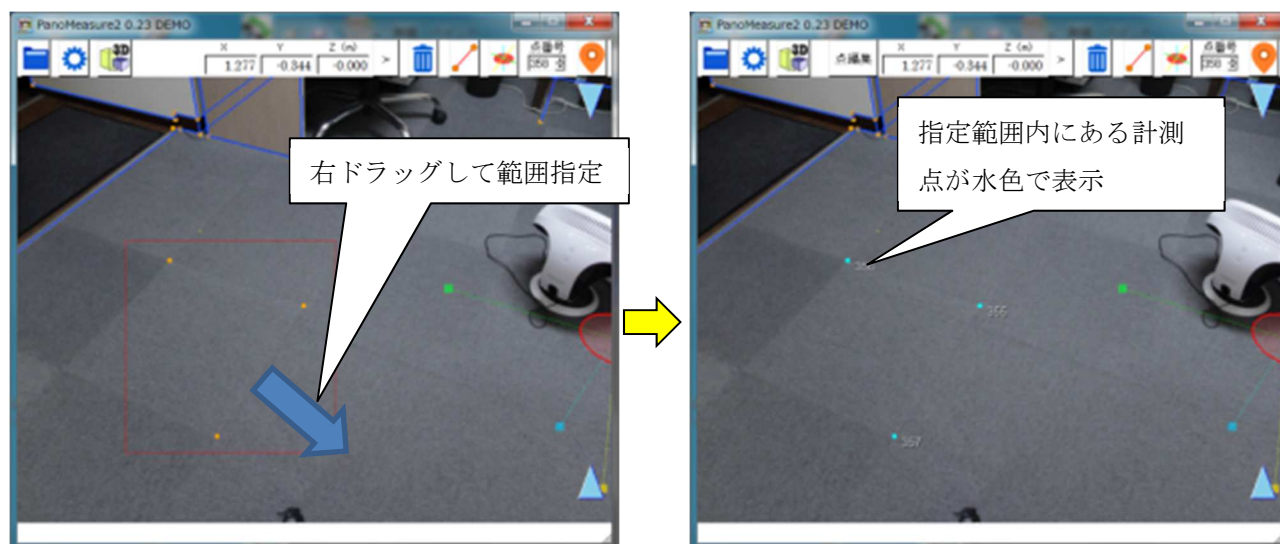 PanoMeasure2 0.23 DEMO
3D
X Y Z (m)
1.277 -0.344 -0.000 >
点番号
358
右ドラッグして範囲指定
PanoMeasure2 0.23 DEMO
3D
点編集
X Y Z (m)
1.277 -0.344 -0.000 >
点番号
358
指定範囲内にある計測
点が水色で表示
356
357